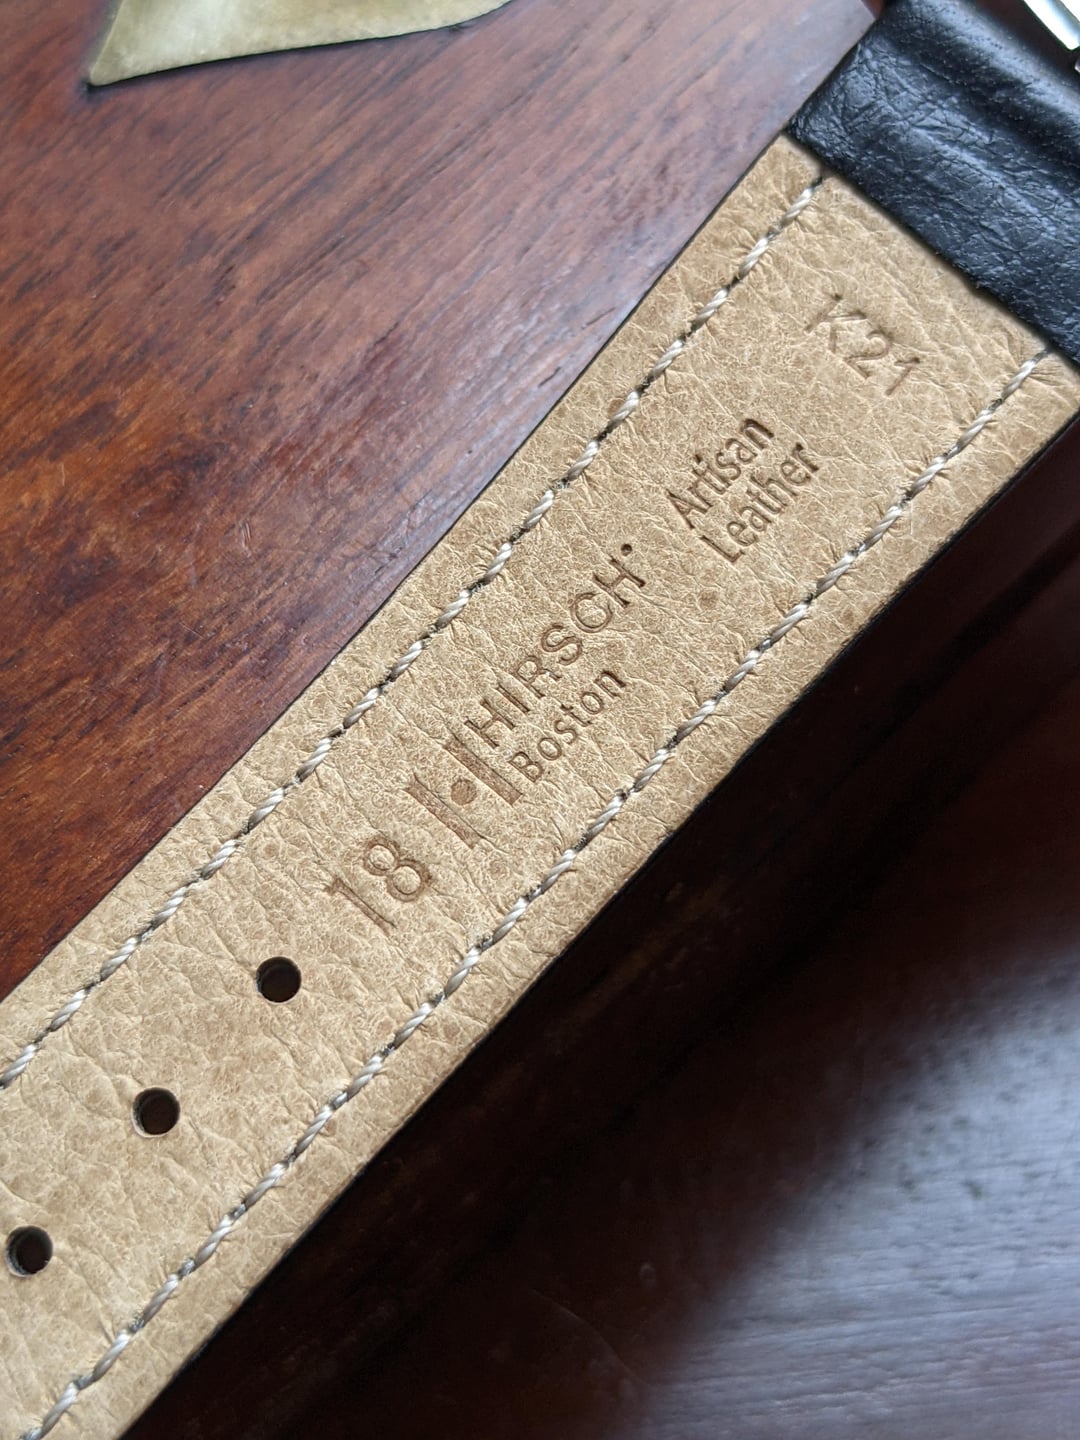 18
HIRSCH
Boston
Artisan
Leather
K21